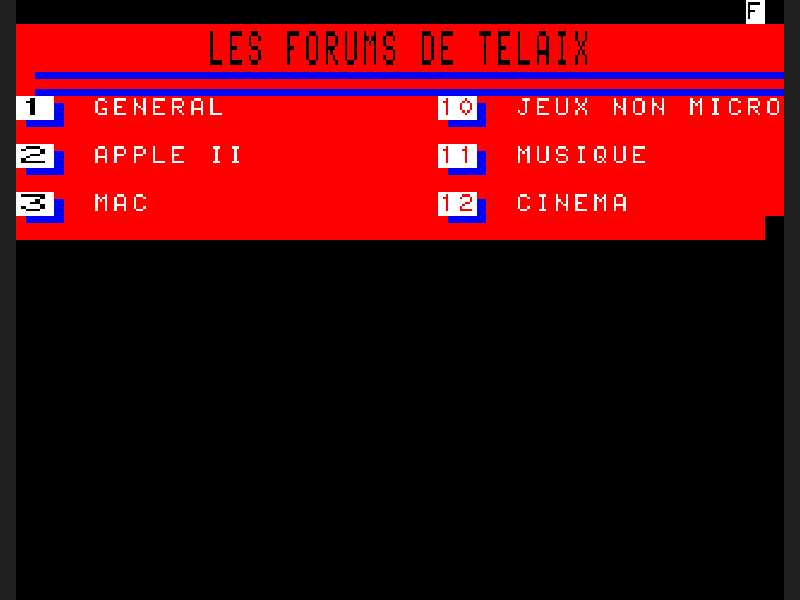 F
LES FORUMS DE TELAIX
1 GENERAL 10 JEUX NON MICRO
2 APPLE II 11 MUSIQUE
3 MAC 12 CINEMA